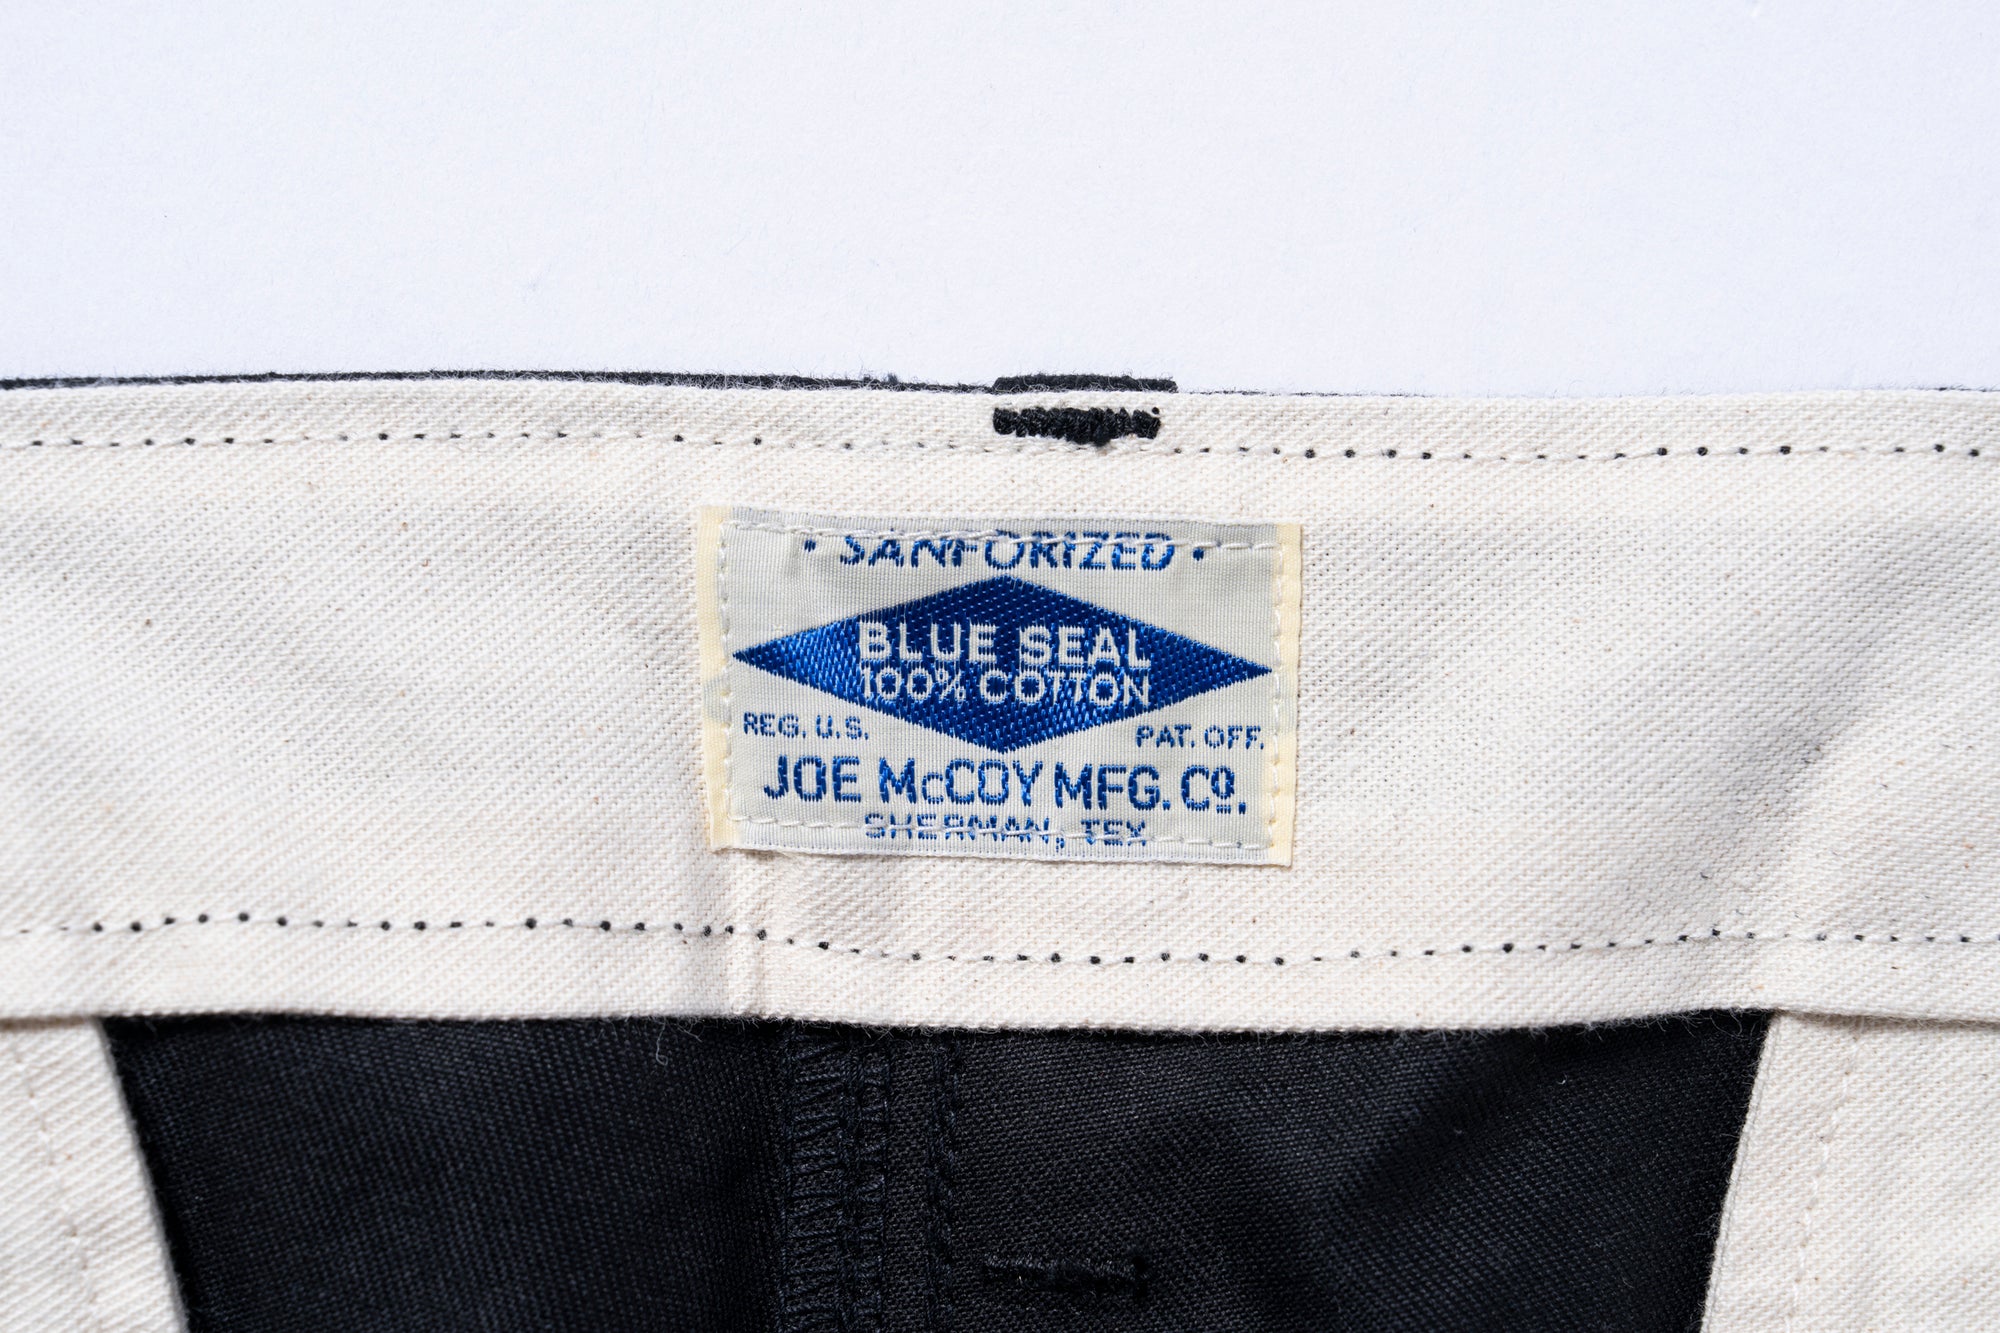 • SANFORIZED •
BLUE SEAL
100% COTTON
REG. U.S. PAT. OFF.
JOE McCOY MFG. Co.
SHERMAN, TEX